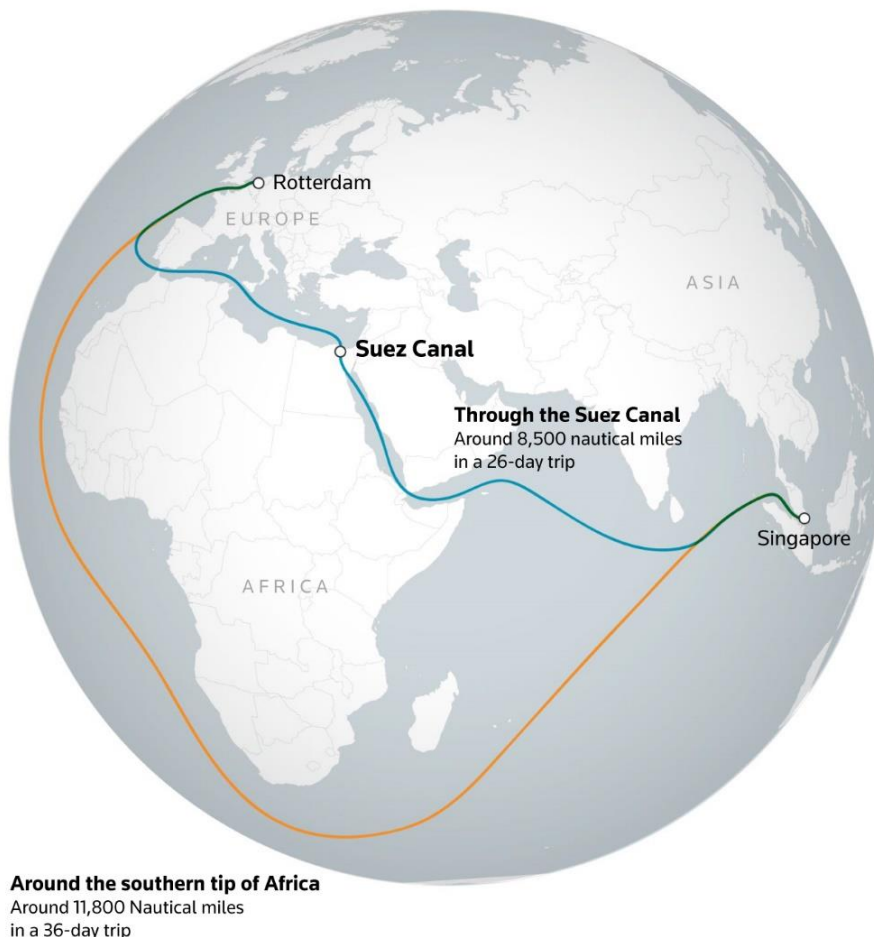 Rotterdam
EUROPE
ASIA
Suez Canal
Through the Suez Canal
Around 8,500 nautical miles
in a 26-day trip
Singapore
AFRICA
Around the southern tip of Africa
Around 11,800 Nautical miles
in a 36-day trip